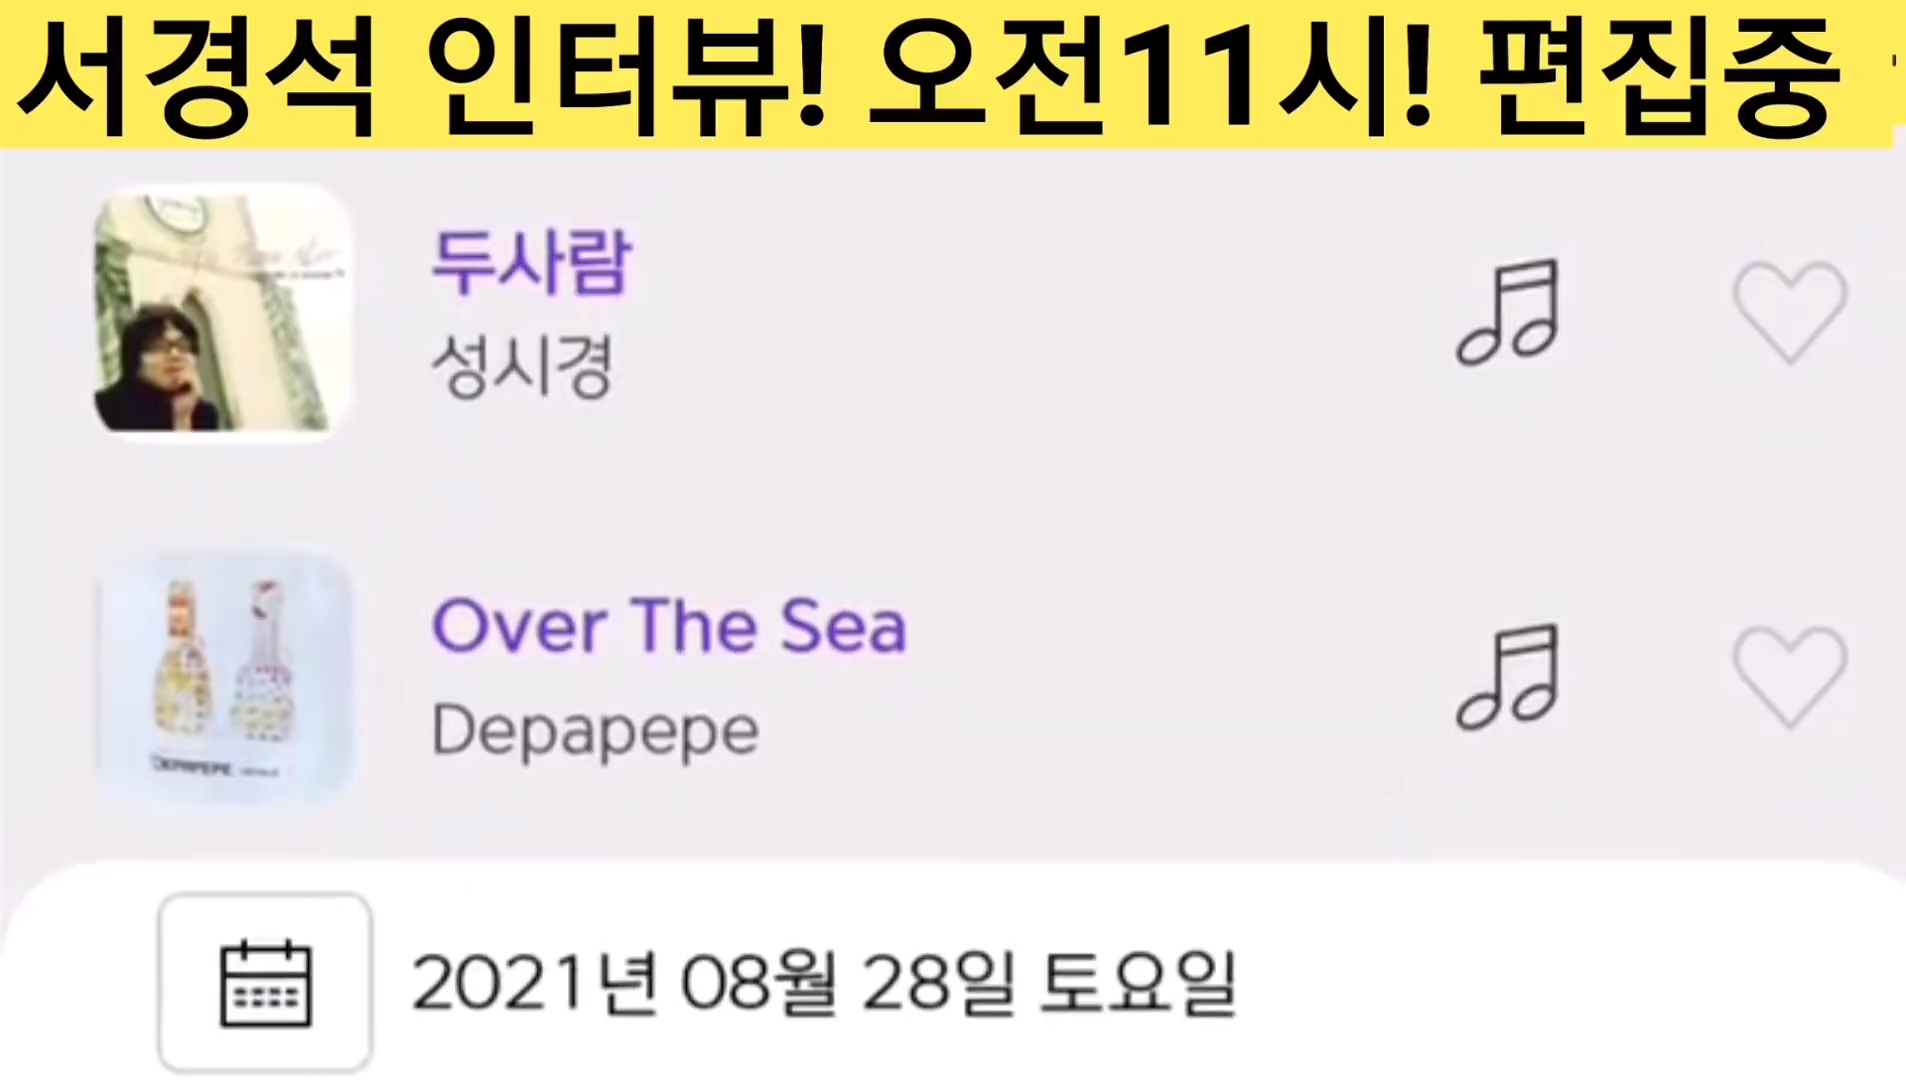 서경석 인터뷰! 오전11시! 편집중
두사람
성시경
Over The Sea
Depapepe
DEPAPEPE
2021년 08월 28일 토요일